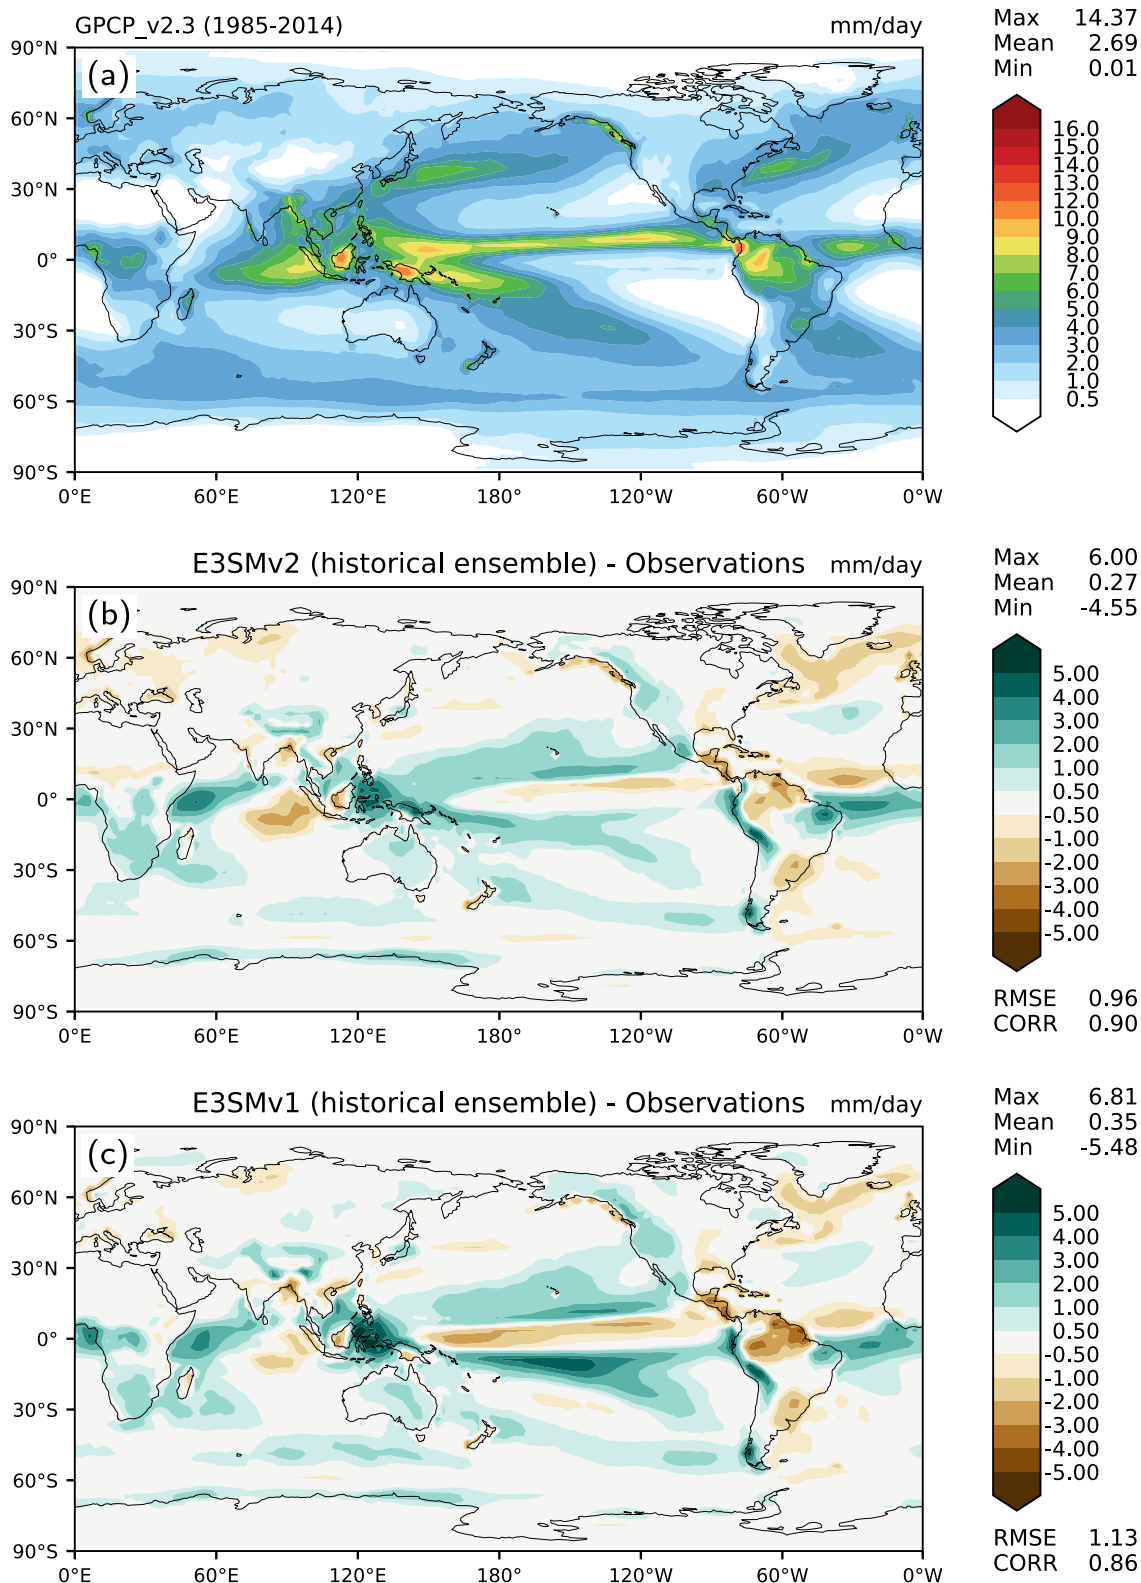 GPCP_v2.3 (1985-2014) mm/day
Max 14.37
Mean 2.69
Min 0.01
(a)
90°N
60°N
30°N
0°
30°S
60°S
90°S
0°E 60°E 120°E 180° 120°W 60°W 0°W
16.0
15.0
14.0
13.0
12.0
10.0
9.0
8.0
7.0
6.0
5.0
4.0
3.0
2.0
1.0
0.5
E3SMv2 (historical ensemble) - Observations mm/day
Max 6.00
Mean 0.27
Min -4.55
(b)
90°N
60°N
30°N
0°
30°S
60°S
90°S
0°E 60°E 120°E 180° 120°W 60°W 0°W
5.00
4.00
3.00
2.00
1.00
0.50
-0.50
-1.00
-2.00
-3.00
-4.00
-5.00
RMSE 0.96
CORR 0.90
E3SMv1 (historical ensemble) - Observations mm/day
Max 6.81
Mean 0.35
Min -5.48
(c)
90°N
60°N
30°N
0°
30°S
60°S
90°S
0°E 60°E 120°E 180° 120°W 60°W 0°W
5.00
4.00
3.00
2.00
1.00
0.50
-0.50
-1.00
-2.00
-3.00
-4.00
-5.00
RMSE 1.13
CORR 0.86